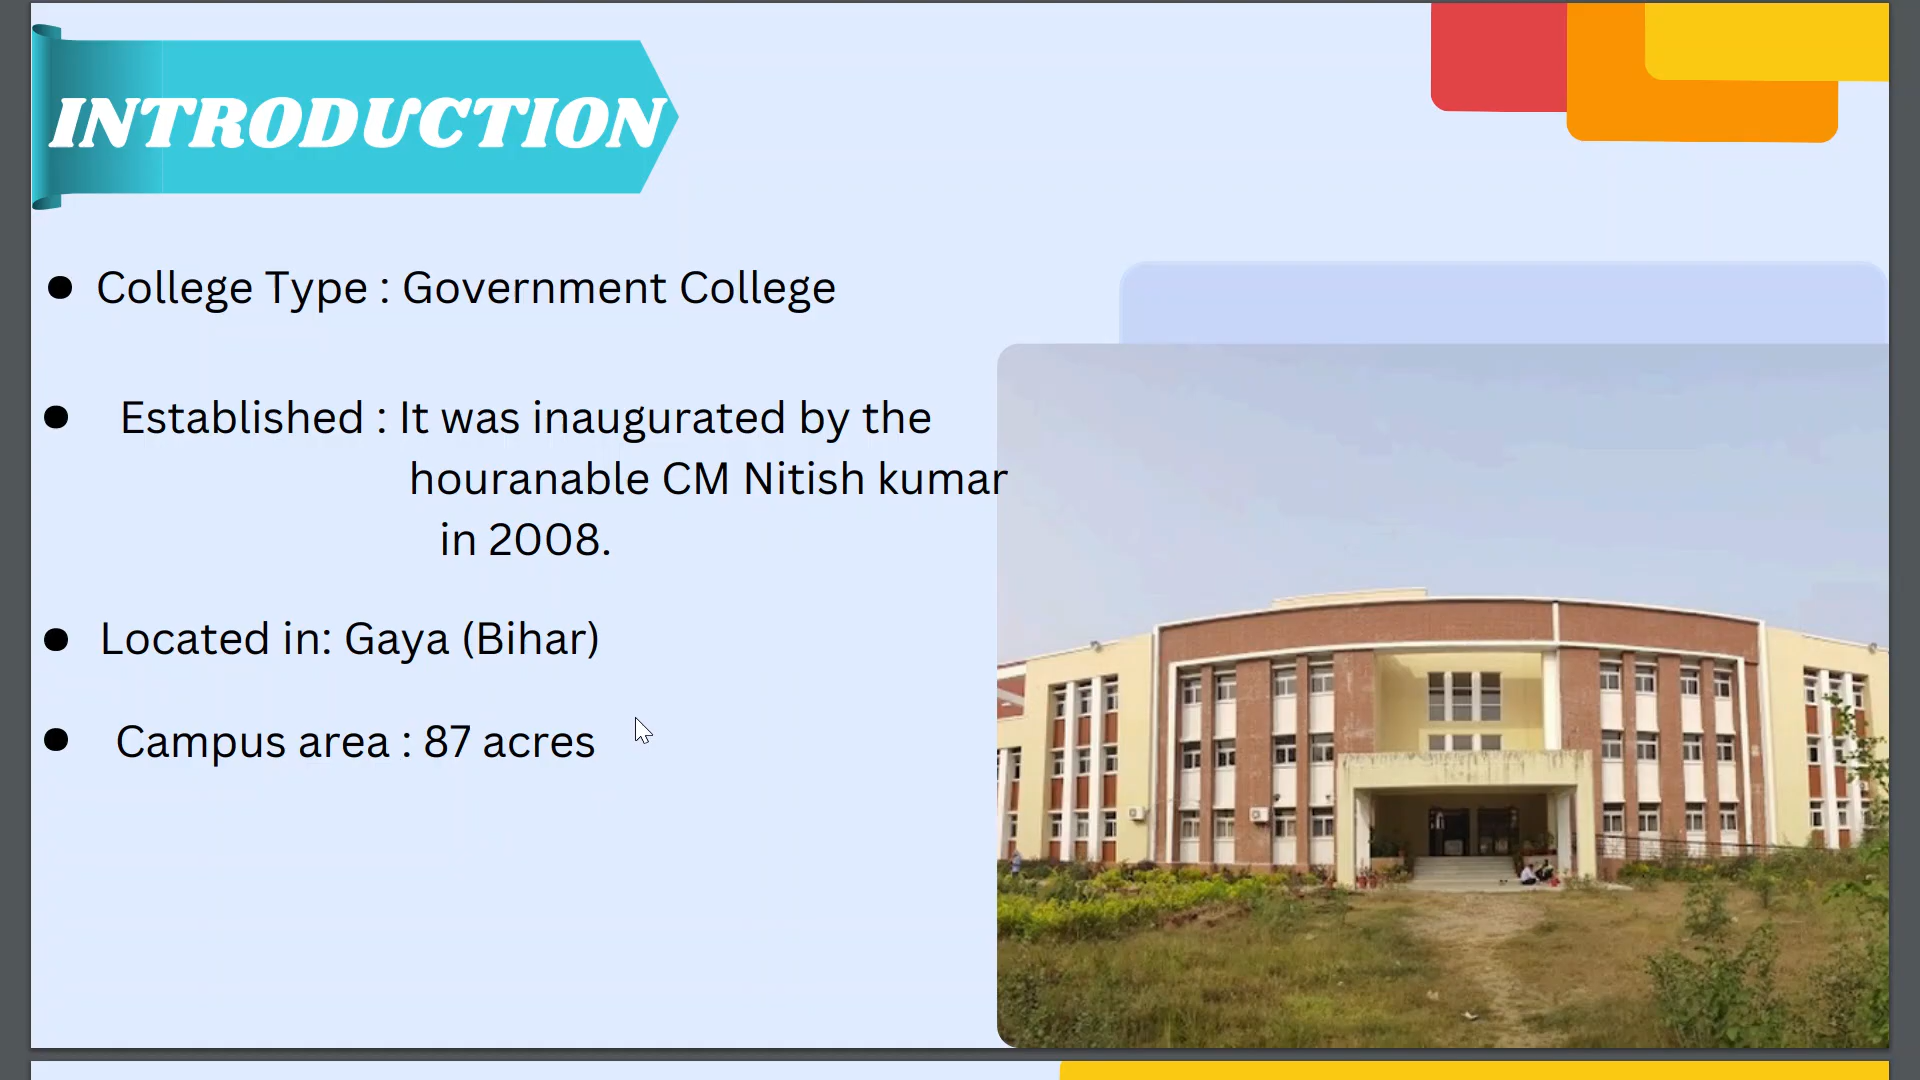 INTRODUCTION
● College Type : Government College
● Established : It was inaugurated by the
houranable CM Nitish kumar
in 2008.
● Located in: Gaya (Bihar)
● Campus area : 87 acres